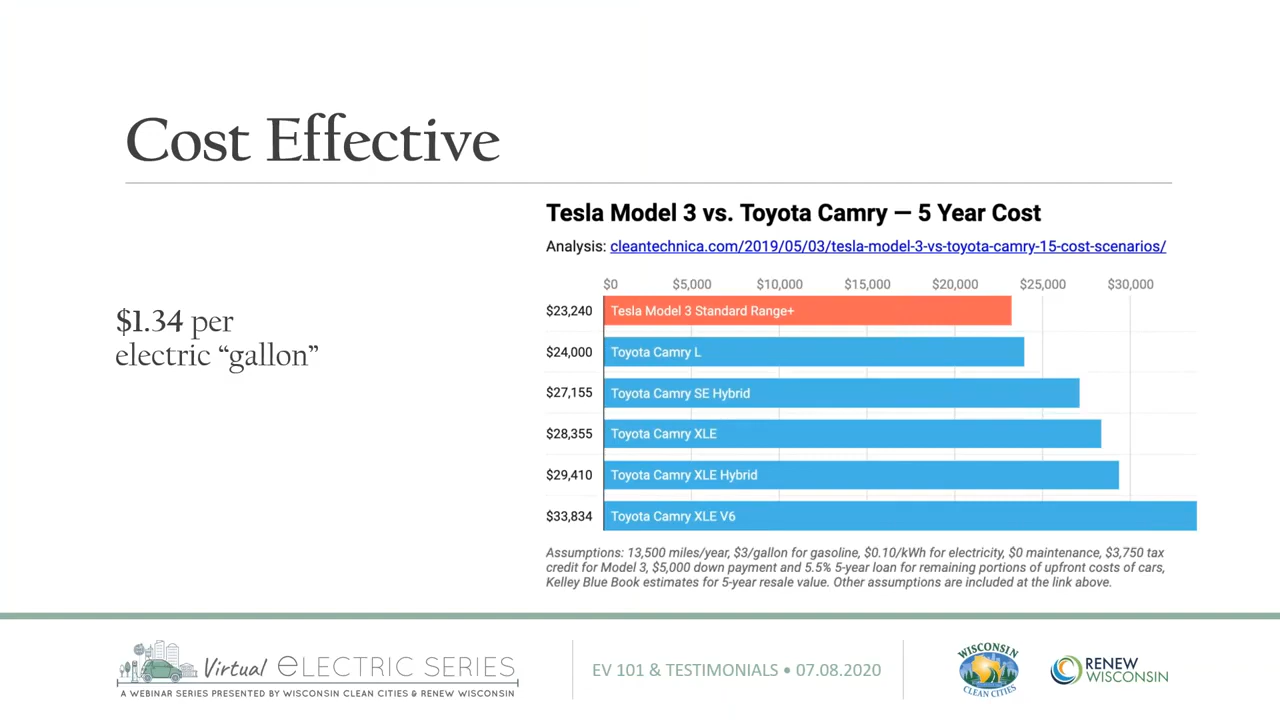 Cost Effective
$1.34 per
electric “gallon”
Tesla Model 3 vs. Toyota Camry — 5 Year Cost
Analysis: cleantechnica.com/2019/05/03/tesla-model-3-vs-toyota-camry-15-cost-scenarios/
$0 $5,000 $10,000 $15,000 $20,000 $25,000 $30,000
$23,240 Tesla Model 3 Standard Range+
$24,000 Toyota Camry L
$27,155 Toyota Camry SE Hybrid
$28,355 Toyota Camry XLE
$29,410 Toyota Camry XLE Hybrid
$33,834 Toyota Camry XLE V6
Assumptions: 13,500 miles/year, $3/gallon for gasoline, $0.10/kWh for electricity, $0 maintenance, $3,750 tax
credit for Model 3, $5,000 down payment and 5.5% 5-year loan for remaining portions of upfront costs of cars,
Kelley Blue Book estimates for 5-year resale value. Other assumptions are included at the link above.
Virtual eLECTRIC SERIES
A WEBINAR SERIES PRESENTED BY WISCONSIN CLEAN CITIES & RENEW WISCONSIN
EV 101 & TESTIMONIALS • 07.08.2020
WISCONSIN
CLEAN CITIES
RENEW
WISCONSIN